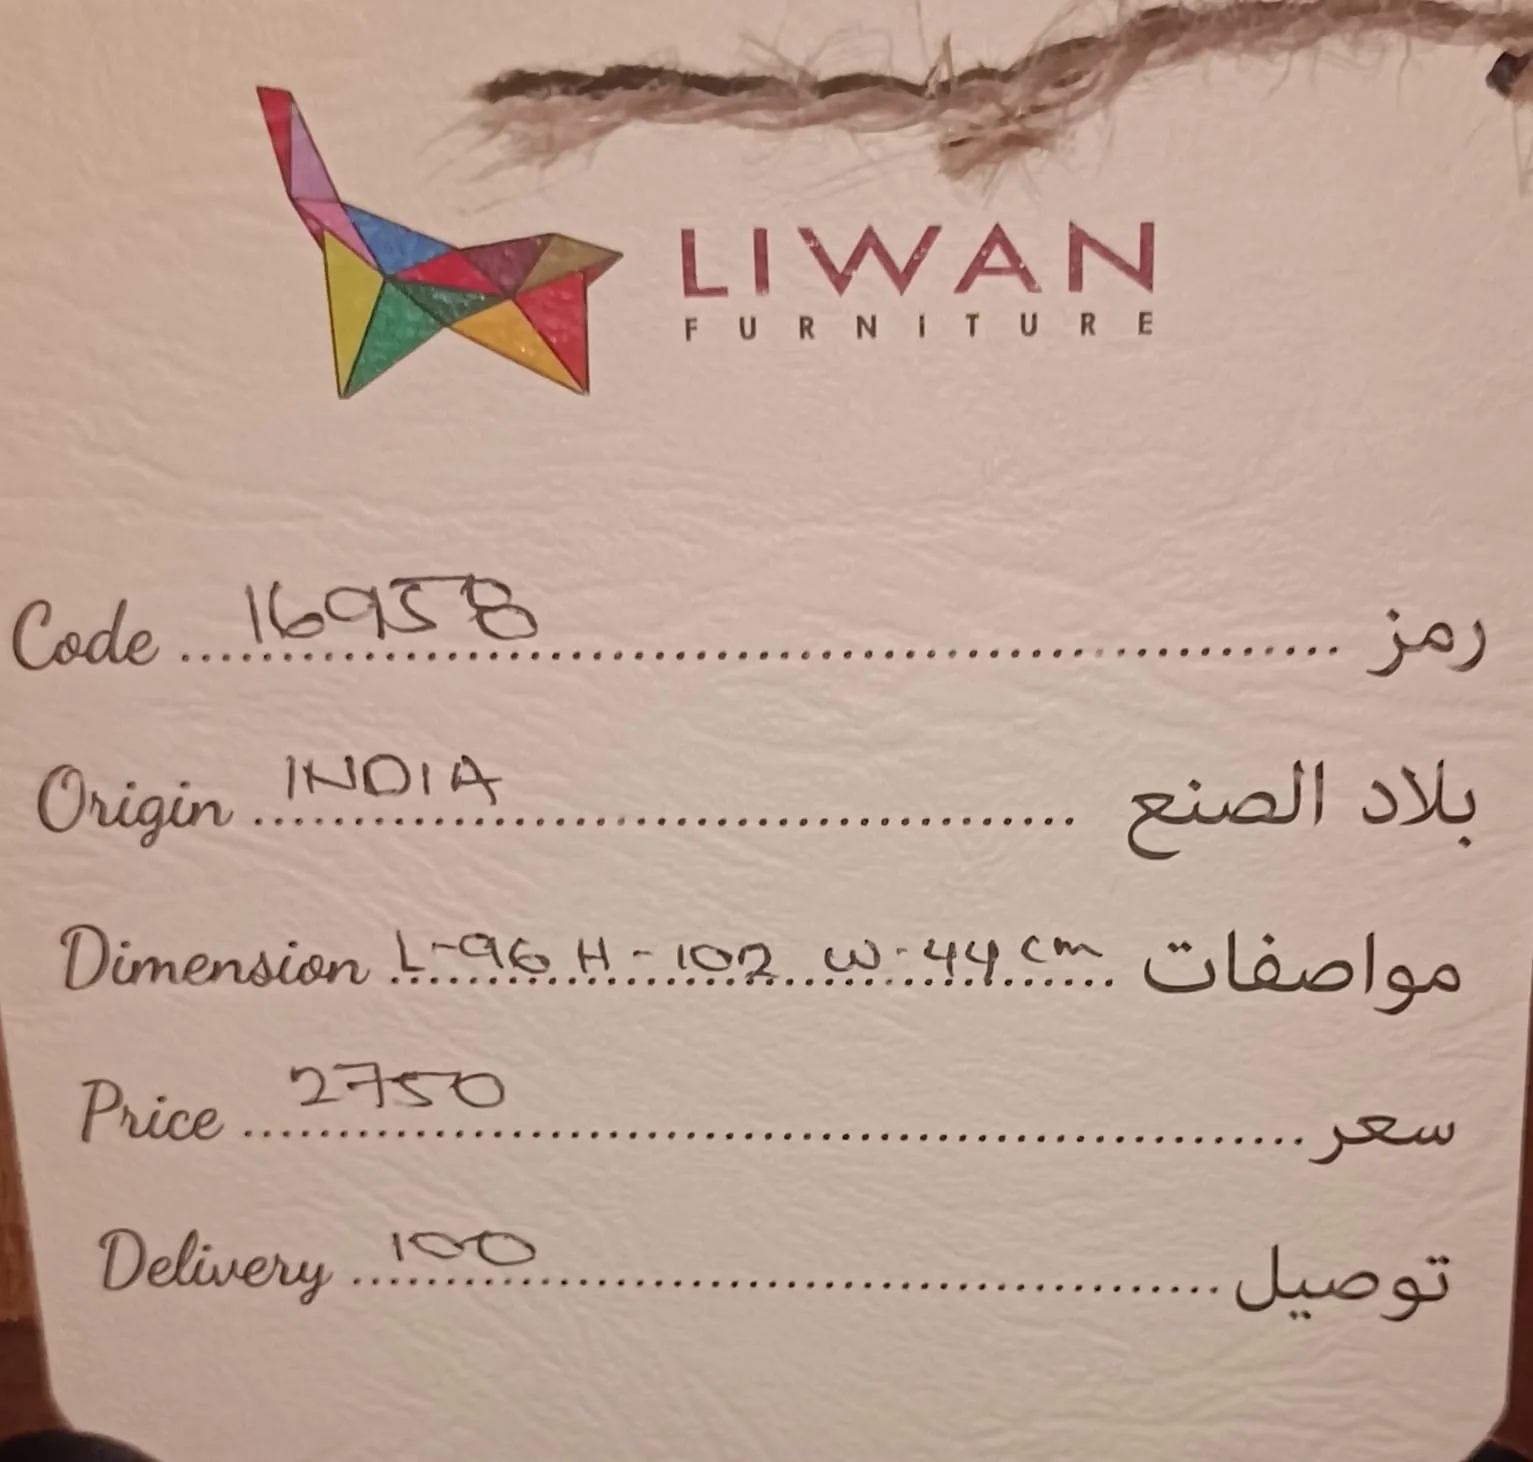 LIWAN
FURNITURE
Code 16958 رمز
Origin INDIA بلاد الصنع
Dimension L-96 H-102 W-44 cm مواصفات
Price 2750 سعر
Delivery 100 توصيل